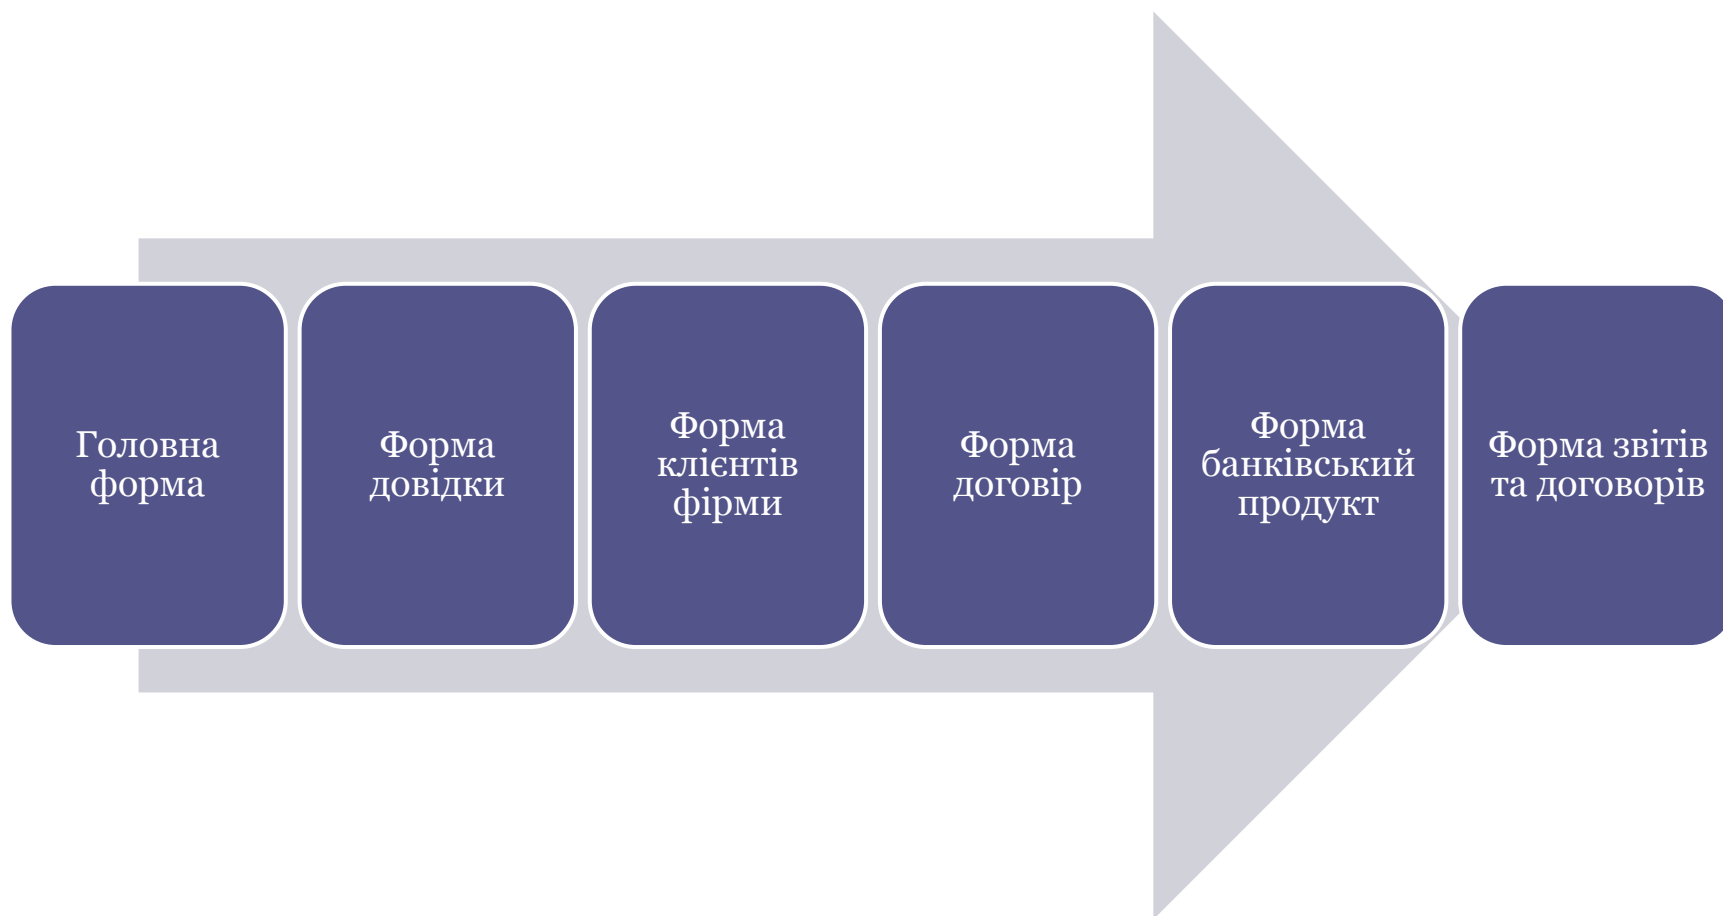 Головна
форма
Форма
довідки
Форма
клієнтів
фірми
Форма
договір
Форма
банківський
продукт
Форма звітів
та договорів